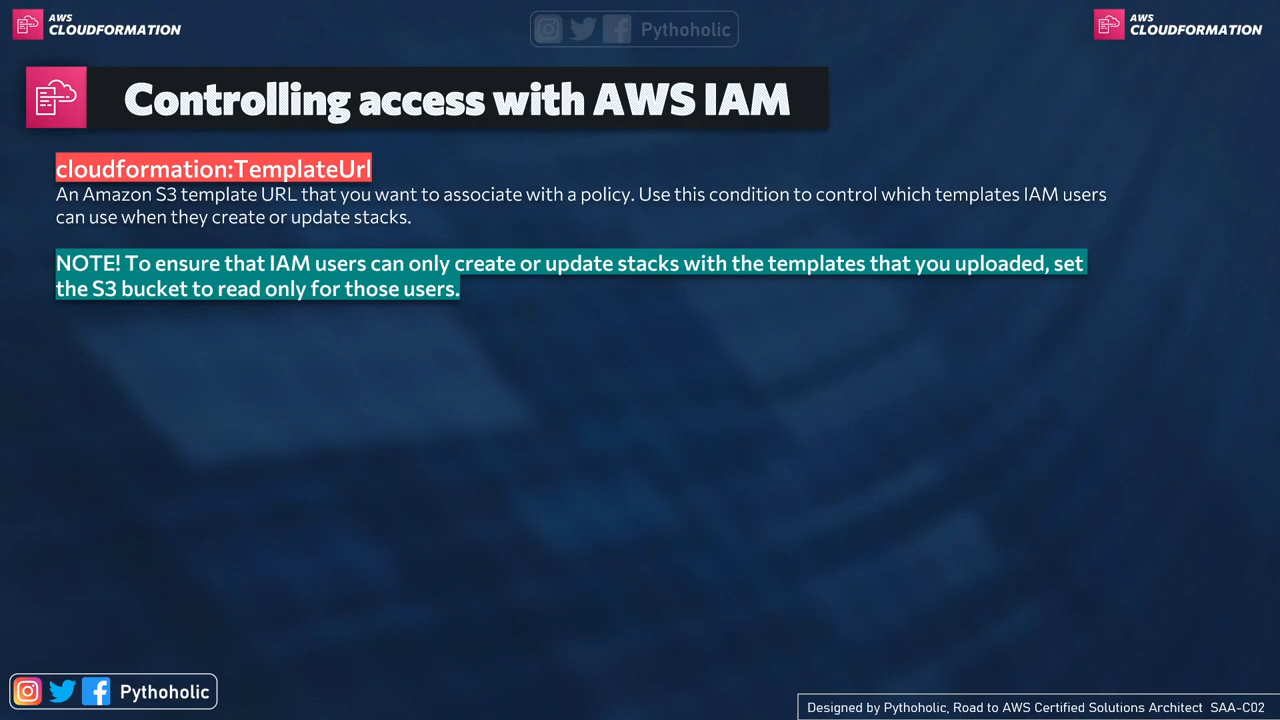 AWS
CLOUDFORMATION
Pythoholic
AWS
CLOUDFORMATION
Controlling access with AWS IAM
cloudformation:TemplateUrl
An Amazon S3 template URL that you want to associate with a policy. Use this condition to control which templates IAM users
can use when they create or update stacks.
NOTE! To ensure that IAM users can only create or update stacks with the templates that you uploaded, set
the S3 bucket to read only for those users.
Pythoholic
Designed by Pythoholic, Road to AWS Certified Solutions Architect SAA-C02